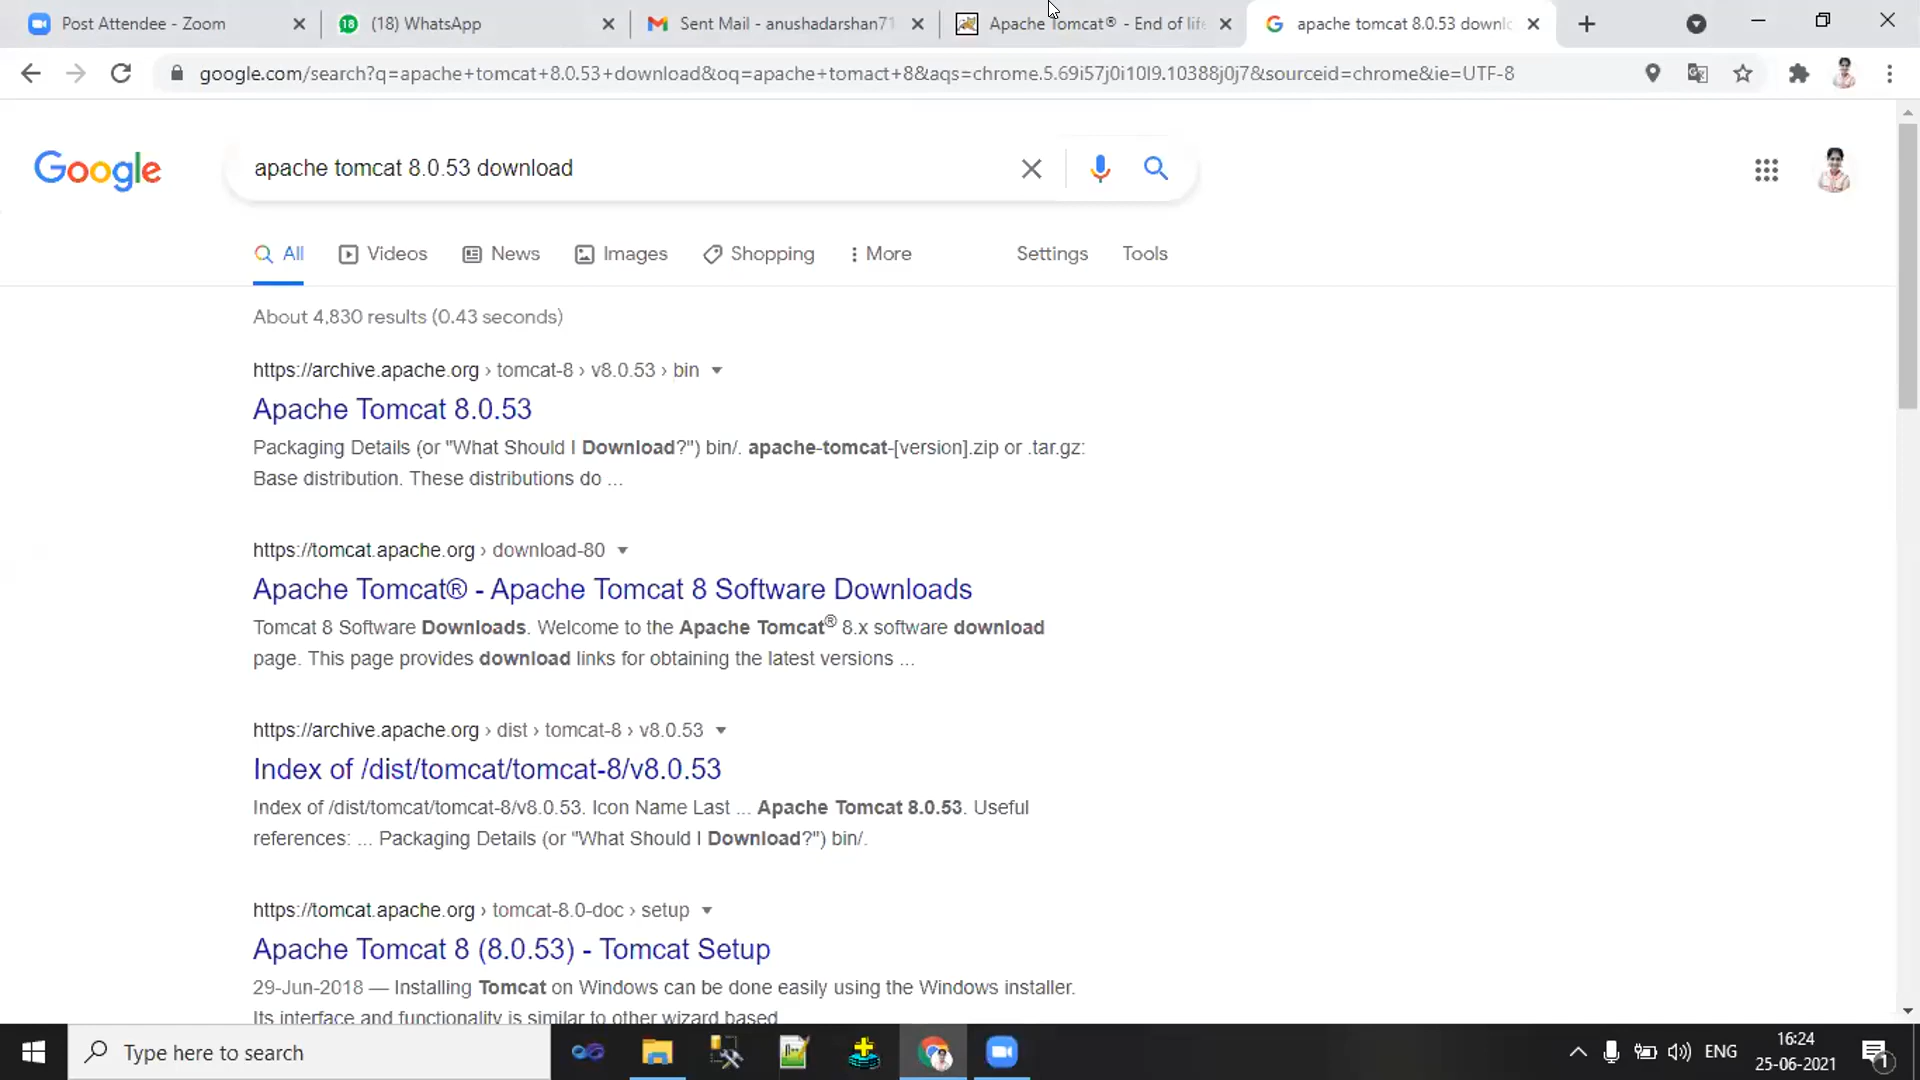 Post Attendee - Zoom
(18) WhatsApp
Sent Mail - anushadarshan71
Apache Tomcat® - End of life
apache tomcat 8.0.53 downlo
google.com/search?q=apache+tomcat+8.0.53+download&oq=apache+tomact+8&aqs=chrome.5.69i57j0i10l9.10388j0j7&sourceid=chrome&ie=UTF-8
Google
apache tomcat 8.0.53 download
All
Videos
News
Images
Shopping
More
Settings
Tools
About 4,830 results (0.43 seconds)
https://archive.apache.org › tomcat-8 › v8.0.53 › bin
Apache Tomcat 8.0.53
Packaging Details (or "What Should I Download?") bin/. apache-tomcat-[version].zip or .tar.gz:
Base distribution. These distributions do ...
https://tomcat.apache.org › download-80
Apache Tomcat® - Apache Tomcat 8 Software Downloads
Tomcat 8 Software Downloads. Welcome to the Apache Tomcat® 8.x software download
page. This page provides download links for obtaining the latest versions ...
https://archive.apache.org › dist › tomcat-8 › v8.0.53
Index of /dist/tomcat/tomcat-8/v8.0.53
Index of /dist/tomcat/tomcat-8/v8.0.53. Icon Name Last ... Apache Tomcat 8.0.53. Useful
references: ... Packaging Details (or "What Should I Download?") bin/.
https://tomcat.apache.org › tomcat-8.0-doc › setup
Apache Tomcat 8 (8.0.53) - Tomcat Setup
29-Jun-2018 — Installing Tomcat on Windows can be done easily using the Windows installer.
Its interface and functionality is similar to other wizard based
Type here to search
ENG
16:24
25-06-2021
1